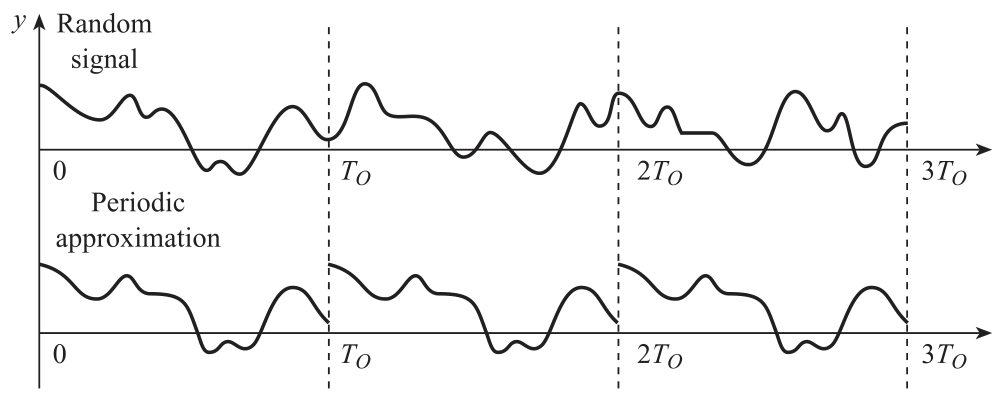 y
Random
signal
0
T_O
2T_O
3T_O
Periodic
approximation
0
T_O
2T_O
3T_O